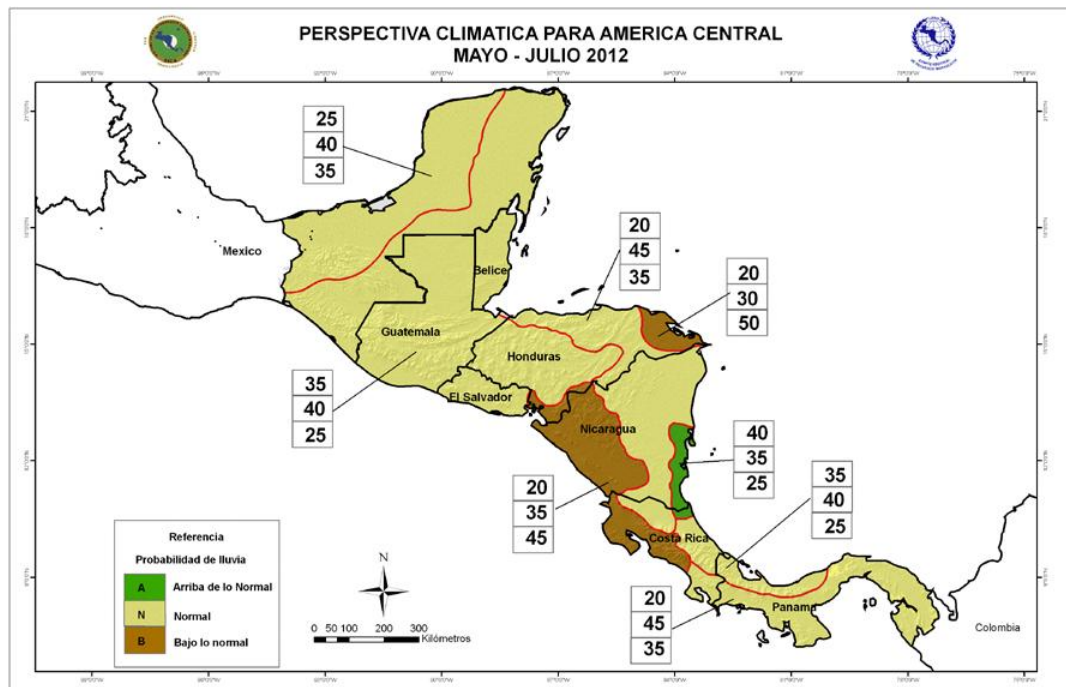 PERSPECTIVA CLIMATICA PARA AMERICA CENTRAL
MAYO - JULIO 2012
25
40
35
20
45
35
Mexico
Belice
20
30
50
Guatemala
Honduras
35
40
25
El Salvador
Nicaragua
40
35
25
20
35
45
35
40
25
Costa Rica
20
45
35
Panama
Colombia
Referencia
Probabilidad de lluvia
A Arriba de lo Normal
N Normal
B Bajo lo normal
N
0 50 100 200 300
Kilómetros